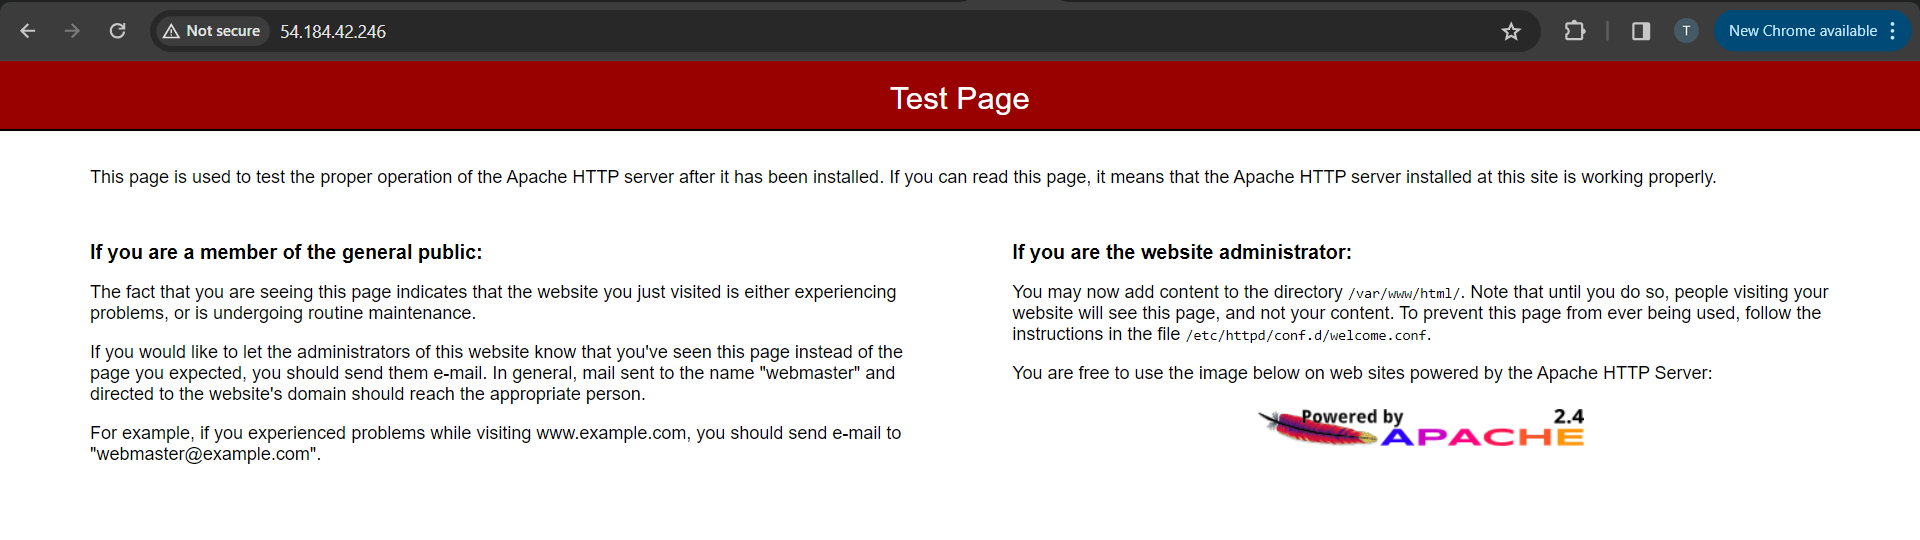 Not secure 54.184.42.246
T
New Chrome available
Test Page
This page is used to test the proper operation of the Apache HTTP server after it has been installed. If you can read this page, it means that the Apache HTTP server installed at this site is working properly.
If you are a member of the general public:
The fact that you are seeing this page indicates that the website you just visited is either experiencing
problems, or is undergoing routine maintenance.
If you would like to let the administrators of this website know that you've seen this page instead of the
page you expected, you should send them e-mail. In general, mail sent to the name "webmaster" and
directed to the website's domain should reach the appropriate person.
For example, if you experienced problems while visiting www.example.com, you should send e-mail to
"webmaster@example.com".
If you are the website administrator:
You may now add content to the directory /var/www/html/. Note that until you do so, people visiting your
website will see this page, and not your content. To prevent this page from ever being used, follow the
instructions in the file /etc/httpd/conf.d/welcome.conf.
You are free to use the image below on web sites powered by the Apache HTTP Server:
Powered by 2.4
APACHE